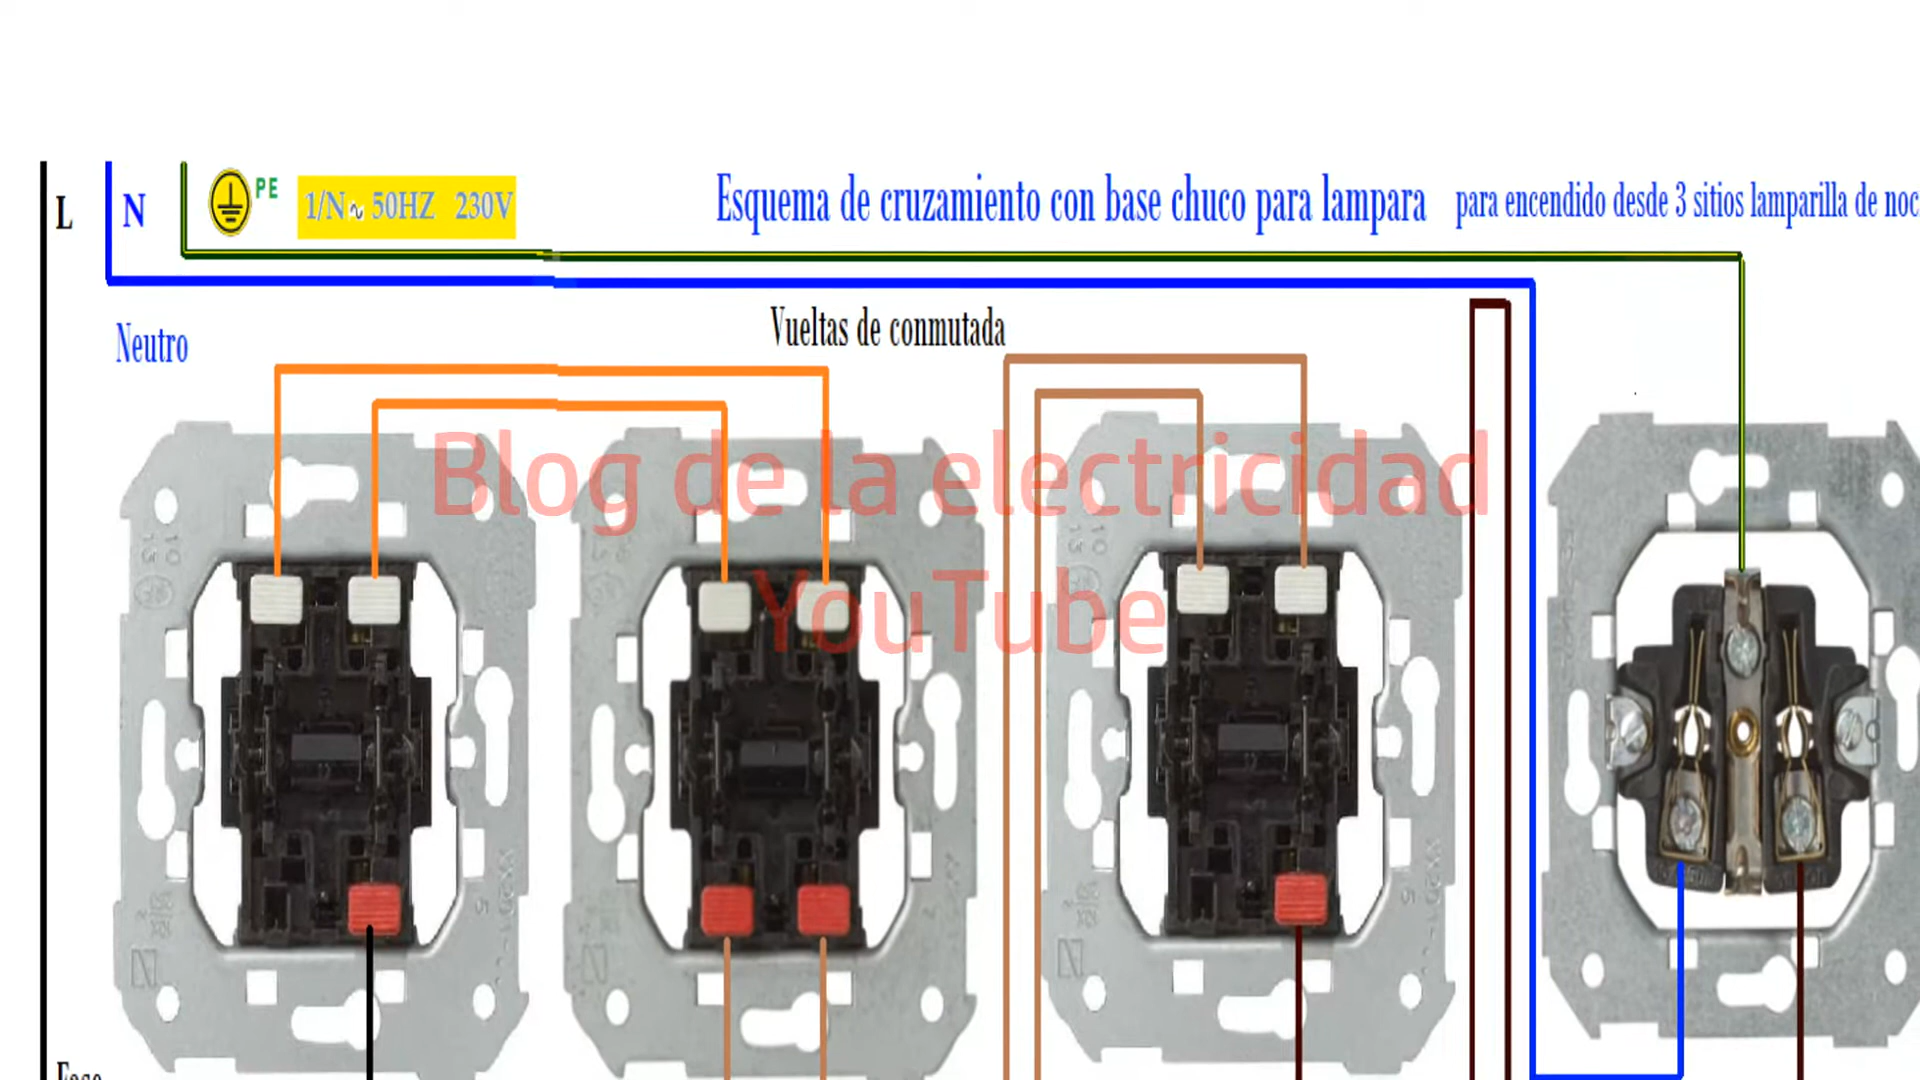 L
N
PE
1/N~ 50HZ 230V
Esquema de cruzamiento con base chuco para lampara
para encendido desde 3 sitios lamparilla de noc
Neutro
Vueltas de conmutada
Blog de la electricidad
YouTube
Fase